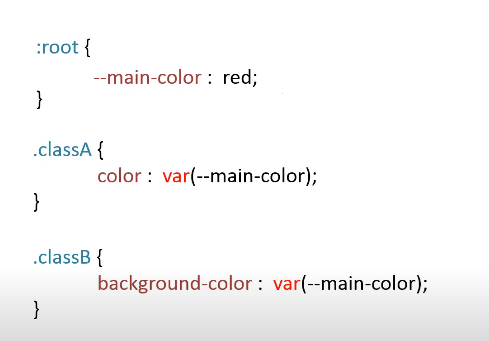 :root {
--main-color : red;
}
.classA {
color : var(--main-color);
}
.classB {
background-color : var(--main-color);
}